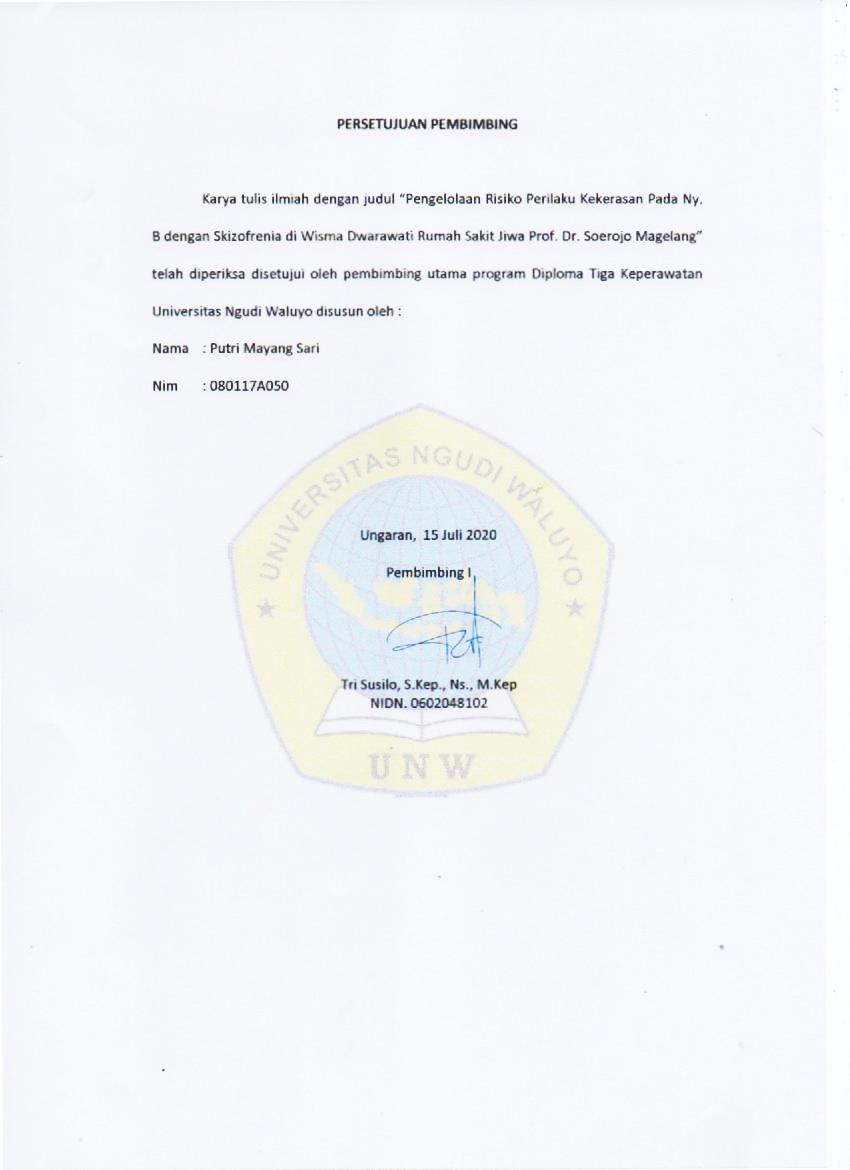 PERSETUJUAN PEMBIMBING
Karya tulis ilmiah dengan judul “Pengelolaan Risiko Perilaku Kekerasan Pada Ny.
B dengan Skizofrenia di Wisma Dwarawati Rumah Sakit Jiwa Prof. Dr. Soerojo Magelang”
telah diperiksa disetujui oleh pembimbing utama program Diploma Tiga Keperawatan
Universitas Ngudi Waluyo disusun oleh :
Nama : Putri Mayang Sari
Nim : 080117A050
UNIVERSITAS NGUDI WALUYO
Ungaran, 15 Juli 2020
Pembimbing I
Tri Susilo, S.Kep., Ns., M.Kep
NIDN. 0602048102
UNW